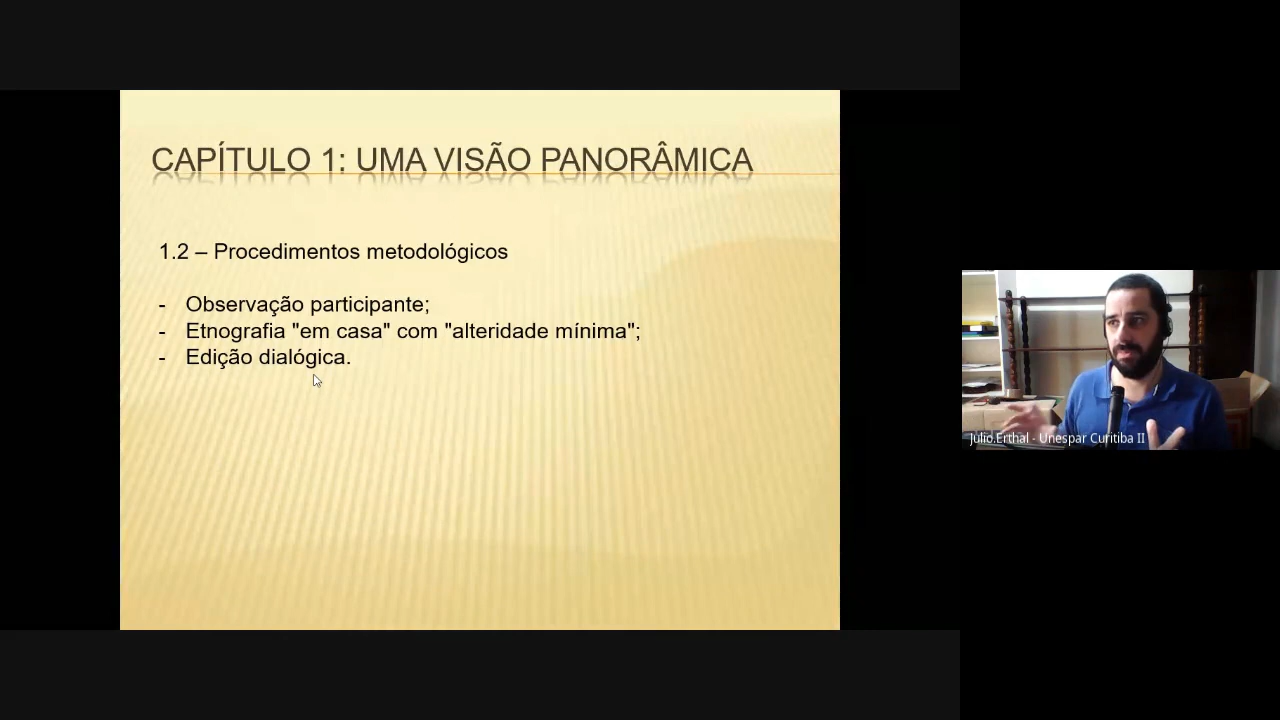 CAPÍTULO 1: UMA VISÃO PANORÂMICA
1.2 – Procedimentos metodológicos
- Observação participante;
- Etnografia "em casa" com "alteridade mínima";
- Edição dialógica.
Júlio.Erthal - Unespar Curitiba II